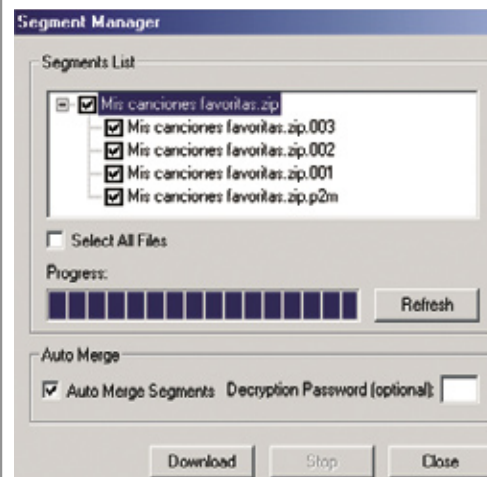 Segment Manager
Segments List
Mis canciones favoritas.zip
Mis canciones favoritas.zip.003
Mis canciones favoritas.zip.002
Mis canciones favoritas.zip.001
Mis canciones favoritas.zip.p2m
Select All Files
Progress:
Refresh
Auto Merge
Auto Merge Segments Decryption Password (optional):
Download Stop Close